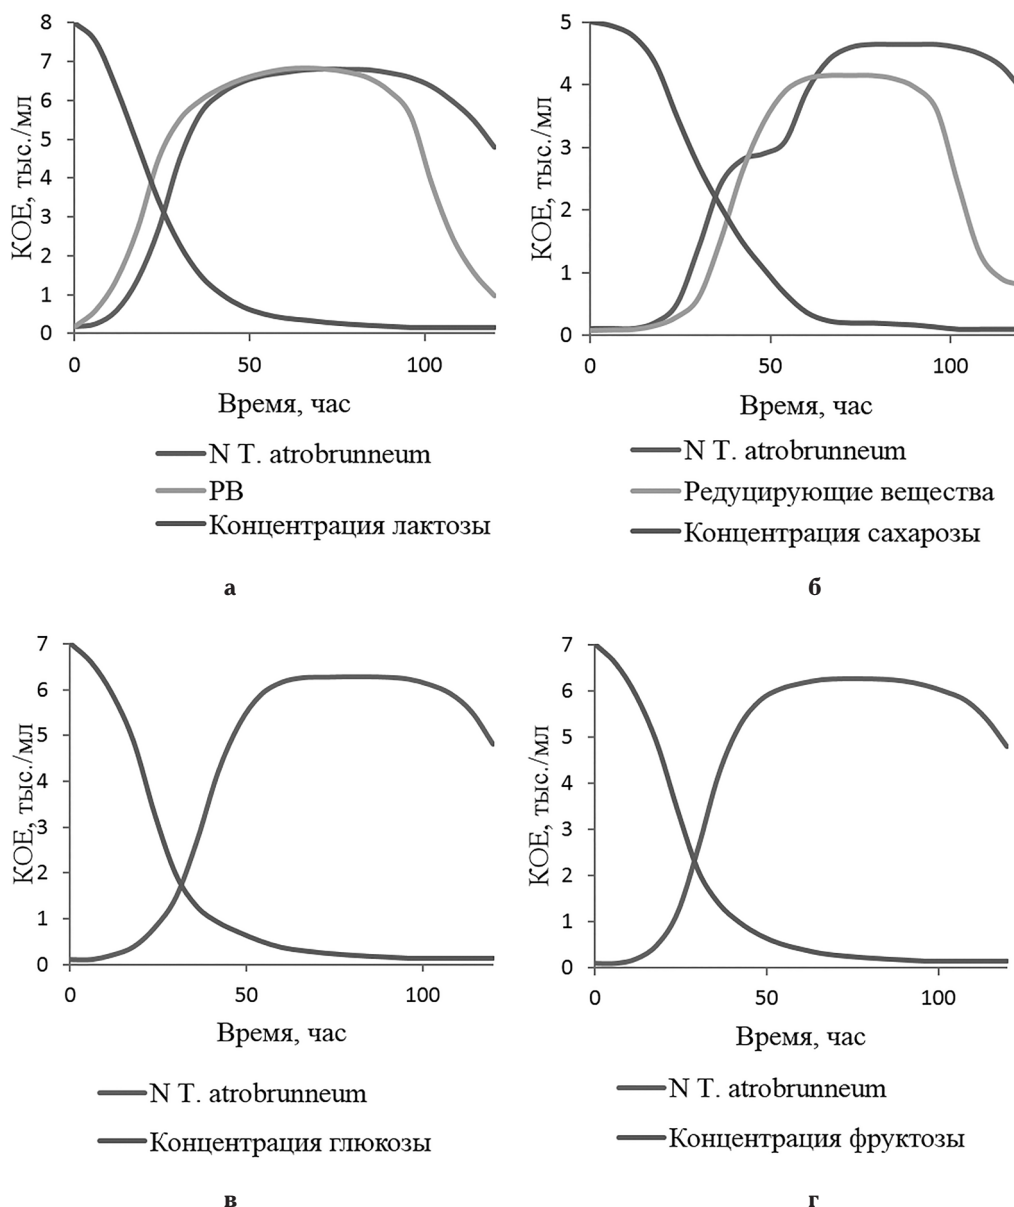 8
7
6
5
4
3
2
1
0
КОЕ, тыс./мл
0 50 100
Время, час
N T. atrobrunneum
РВ
Концентрация лактозы
а
5
4
3
2
1
0
КОЕ, тыс./мл
0 50 100
Время, час
N T. atrobrunneum
Редуцирующие вещества
Концентрация сахарозы
б
7
6
5
4
3
2
1
0
КОЕ, тыс./мл
0 50 100
Время, час
N T. atrobrunneum
Концентрация глюкозы
в
7
6
5
4
3
2
1
0
КОЕ, тыс./мл
0 50 100
Время, час
N T. atrobrunneum
Концентрация фруктозы
г